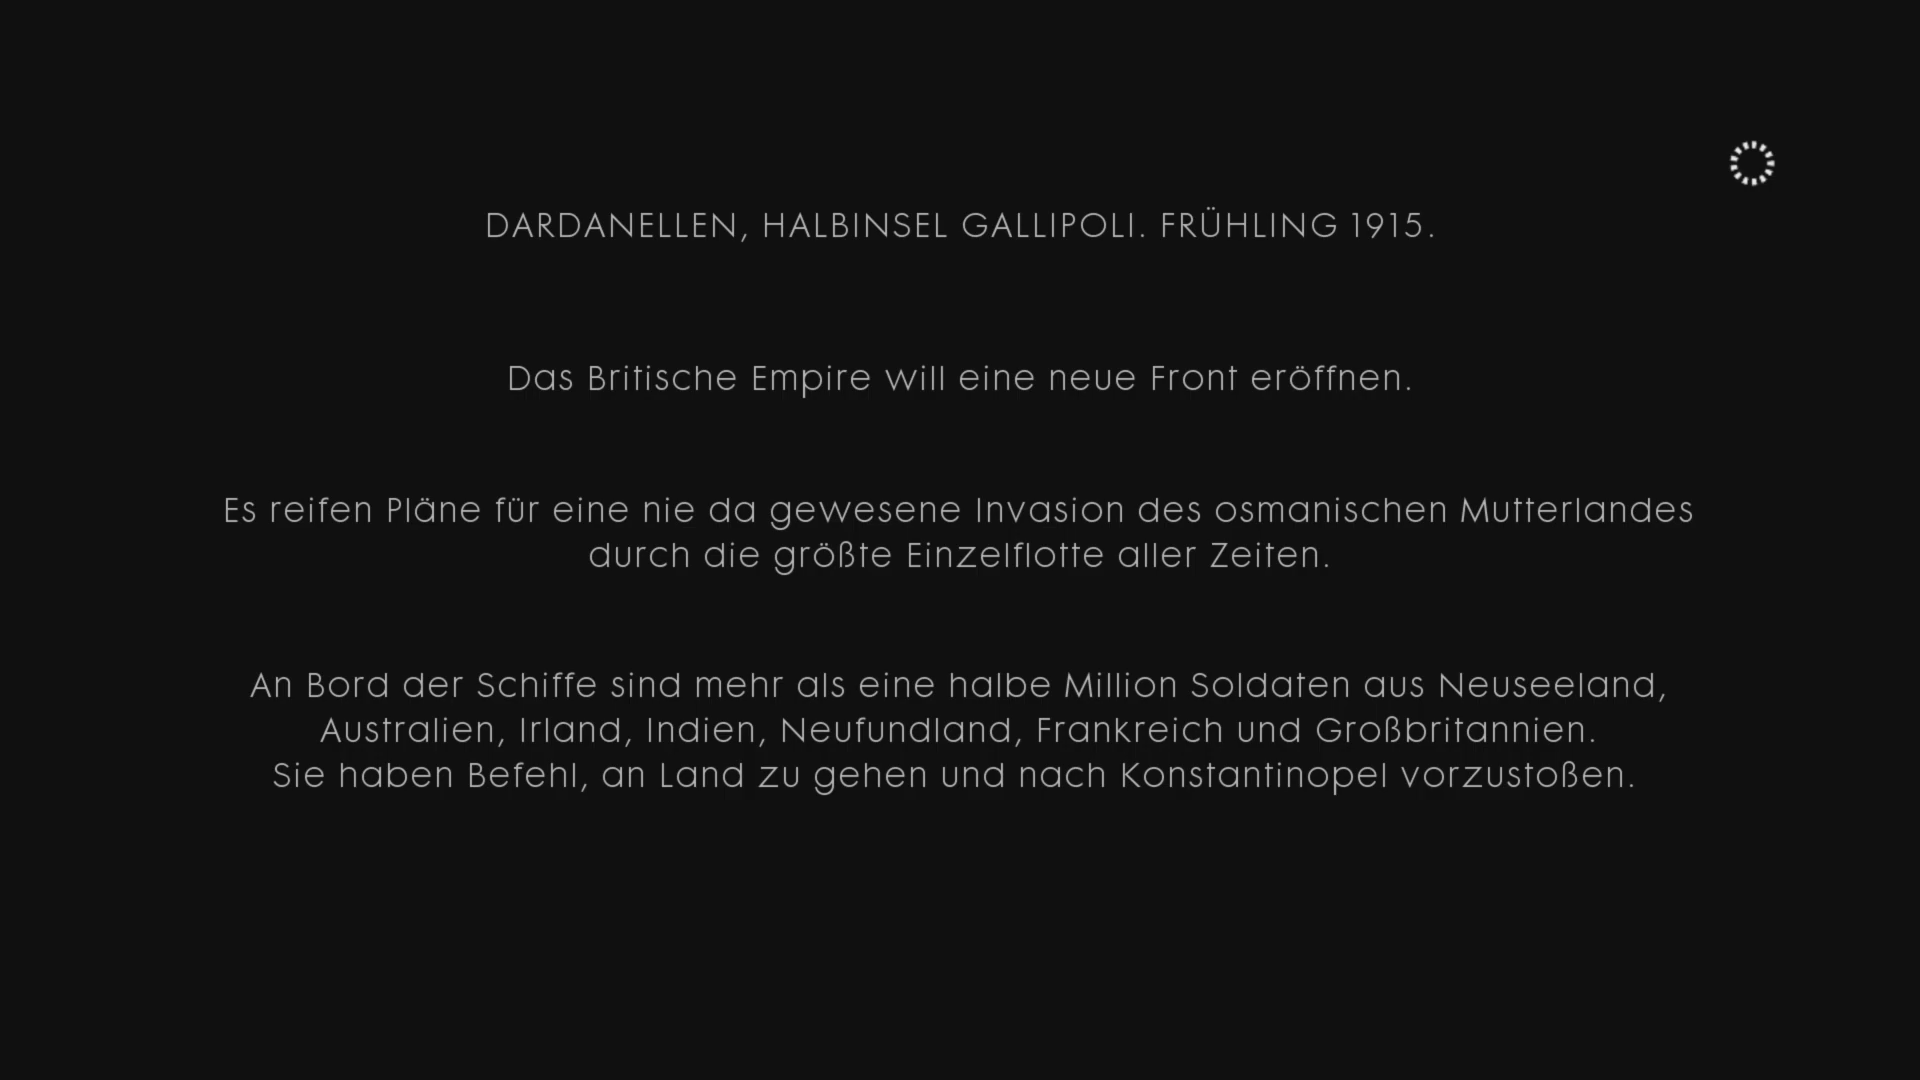 DARDANELLEN, HALBINSEL GALLIPOLI. FRÜHLING 1915.
Das Britische Empire will eine neue Front eröffnen.
Es reifen Pläne für eine nie da gewesene Invasion des osmanischen Mutterlandes
durch die größte Einzelflotte aller Zeiten.
An Bord der Schiffe sind mehr als eine halbe Million Soldaten aus Neuseeland,
Australien, Irland, Indien, Neufundland, Frankreich und Großbritannien.
Sie haben Befehl, an Land zu gehen und nach Konstantinopel vorzustoßen.